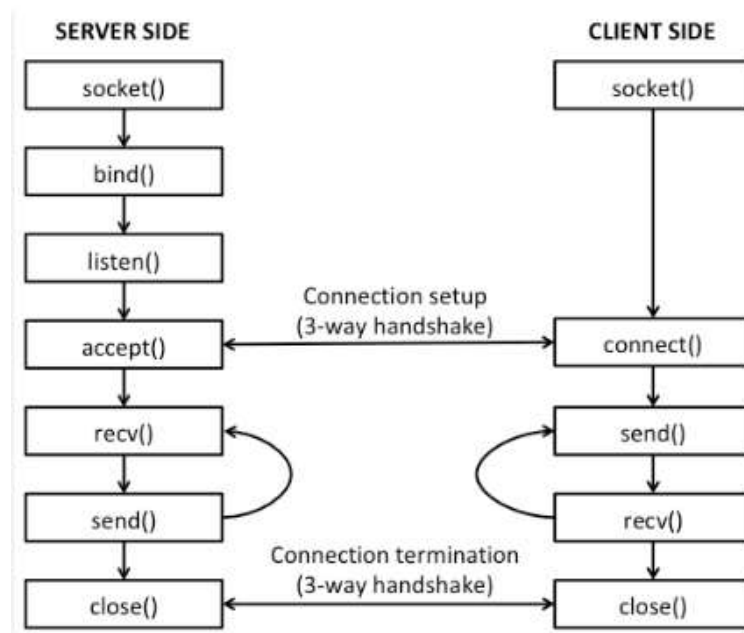 SERVER SIDE
CLIENT SIDE
socket()
socket()
bind()
listen()
Connection setup
(3-way handshake)
accept()
connect()
recv()
send()
send()
recv()
Connection termination
(3-way handshake)
close()
close()